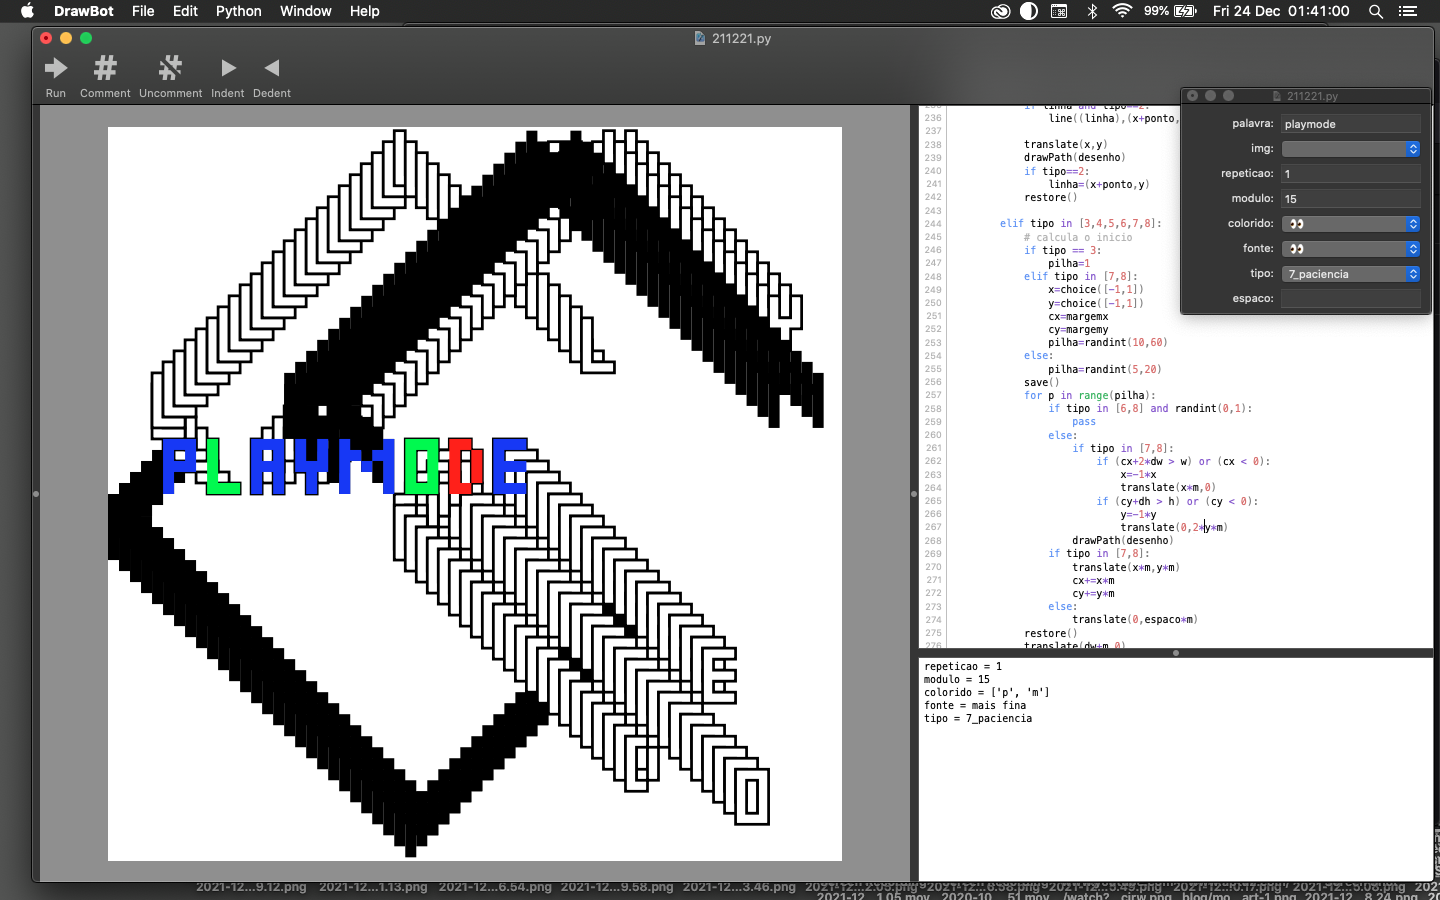 DrawBot File Edit Python Window Help 99% Fri 24 Dec 01:41:00
211221.py
Run Comment Uncomment Indent Dedent
211221.py
palavra: playmode
img:
repeticao: 1
modulo: 15
colorido: 👀
fonte: 👀
tipo: 7_paciencia
espaco:
PLAYMODE
E
O
235 if linha and tipo==2:
236 line((linha),(x+ponto,
237
238 translate(x,y)
239 drawPath(desenho)
240 if tipo==2:
241 linha=(x+ponto,y)
242 restore()
243
244 elif tipo in [3,4,5,6,7,8]:
245 # calcula o inicio
246 if tipo == 3:
247 pilha=1
248 elif tipo in [7,8]:
249 x=choice([-1,1])
250 y=choice([-1,1])
251 cx=margemx
252 cy=margemy
253 pilha=randint(10,60)
254 else:
255 pilha=randint(5,20)
256 save()
257 for p in range(pilha):
258 if tipo in [6,8] and randint(0,1):
259 pass
260 else:
261 if tipo in [7,8]:
262 if (cx+2*dw > w) or (cx < 0):
263 x=-1*x
264 translate(x*m,0)
265 if (cy+dh > h) or (cy < 0):
266 y=-1*y
267 translate(0,2*y*m)
268 drawPath(desenho)
269 if tipo in [7,8]:
270 translate(x*m,y*m)
271 cx+=x*m
272 cy+=y*m
273 else:
274 translate(0,espaco*m)
275 restore()
276 translate(dw+m,0)
repeticao = 1
modulo = 15
colorido = ['p', 'm']
fonte = mais fina
tipo = 7_paciencia
2021-12...9.12.png 2021-12...1.13.png 2021-12...6.54.png 2021-12...9.58.png 2021-12...3.46.png